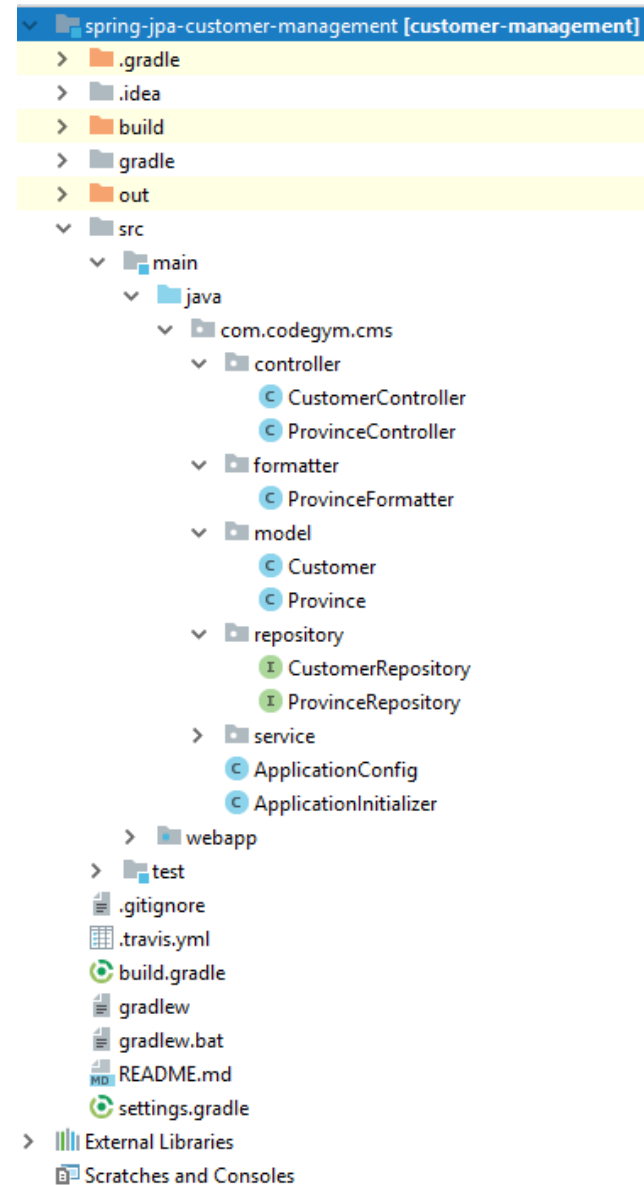 spring-jpa-customer-management [customer-management]
.gradle
.idea
build
gradle
out
src
main
java
com.codegym.cms
controller
C CustomerController
C ProvinceController
formatter
C ProvinceFormatter
model
C Customer
C Province
repository
I CustomerRepository
I ProvinceRepository
service
C ApplicationConfig
C ApplicationInitializer
webapp
test
.gitignore
.travis.yml
build.gradle
gradlew
gradlew.bat
MD README.md
settings.gradle
External Libraries
Scratches and Consoles